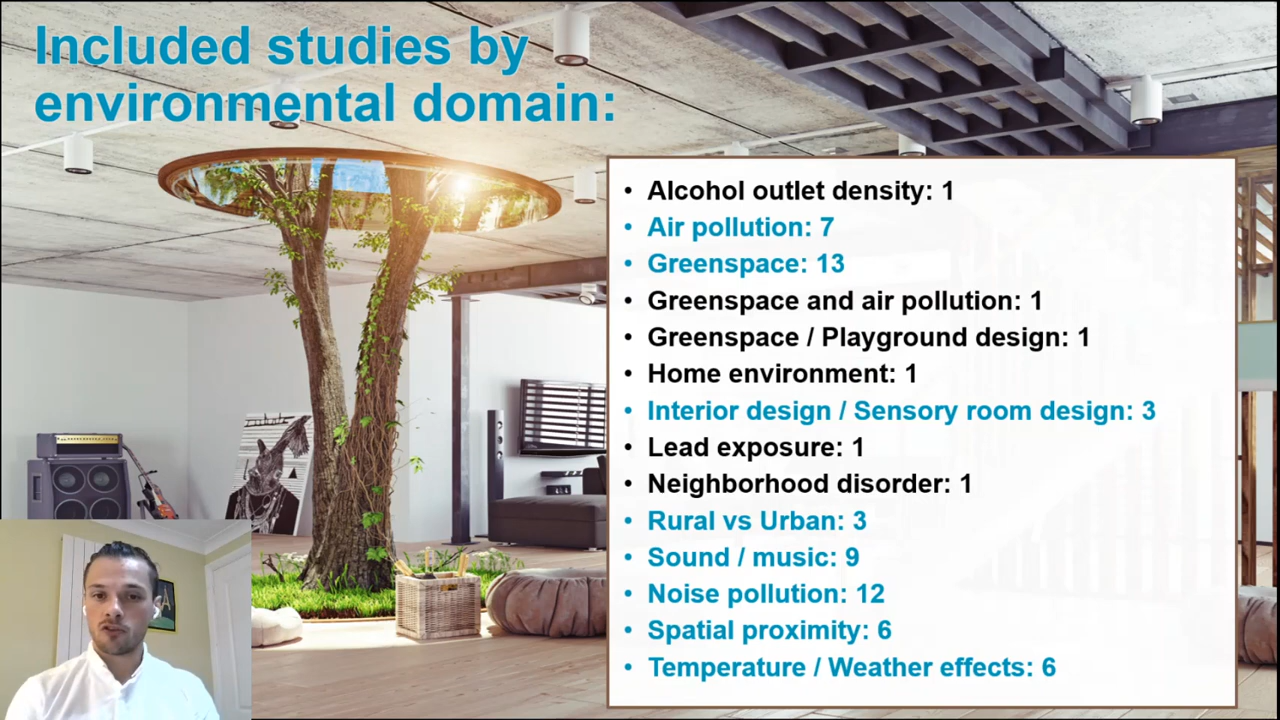 Included studies by
environmental domain:
• Alcohol outlet density: 1
• Air pollution: 7
• Greenspace: 13
• Greenspace and air pollution: 1
• Greenspace / Playground design: 1
• Home environment: 1
• Interior design / Sensory room design: 3
• Lead exposure: 1
• Neighborhood disorder: 1
• Rural vs Urban: 3
• Sound / music: 9
• Noise pollution: 12
• Spatial proximity: 6
• Temperature / Weather effects: 6